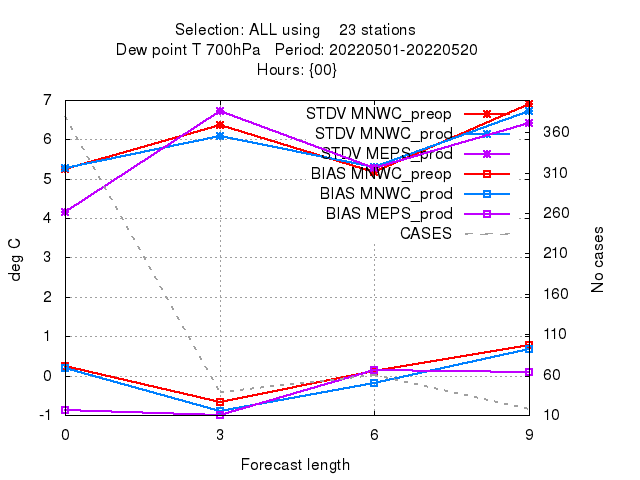 Selection: ALL using    23 stations
Dew point T 700hPa   Period: 20220501-20220520
Hours: {00}
STDV MNWC_preop
STDV MNWC_prod
STDV MEPS_prod
BIAS MNWC_preop
BIAS MNWC_prod
BIAS MEPS_prod
CASES
deg C
7
6
5
4
3
2
1
0
-1
No cases
360
310
260
210
160
110
60
10
0 3 6 9
Forecast length